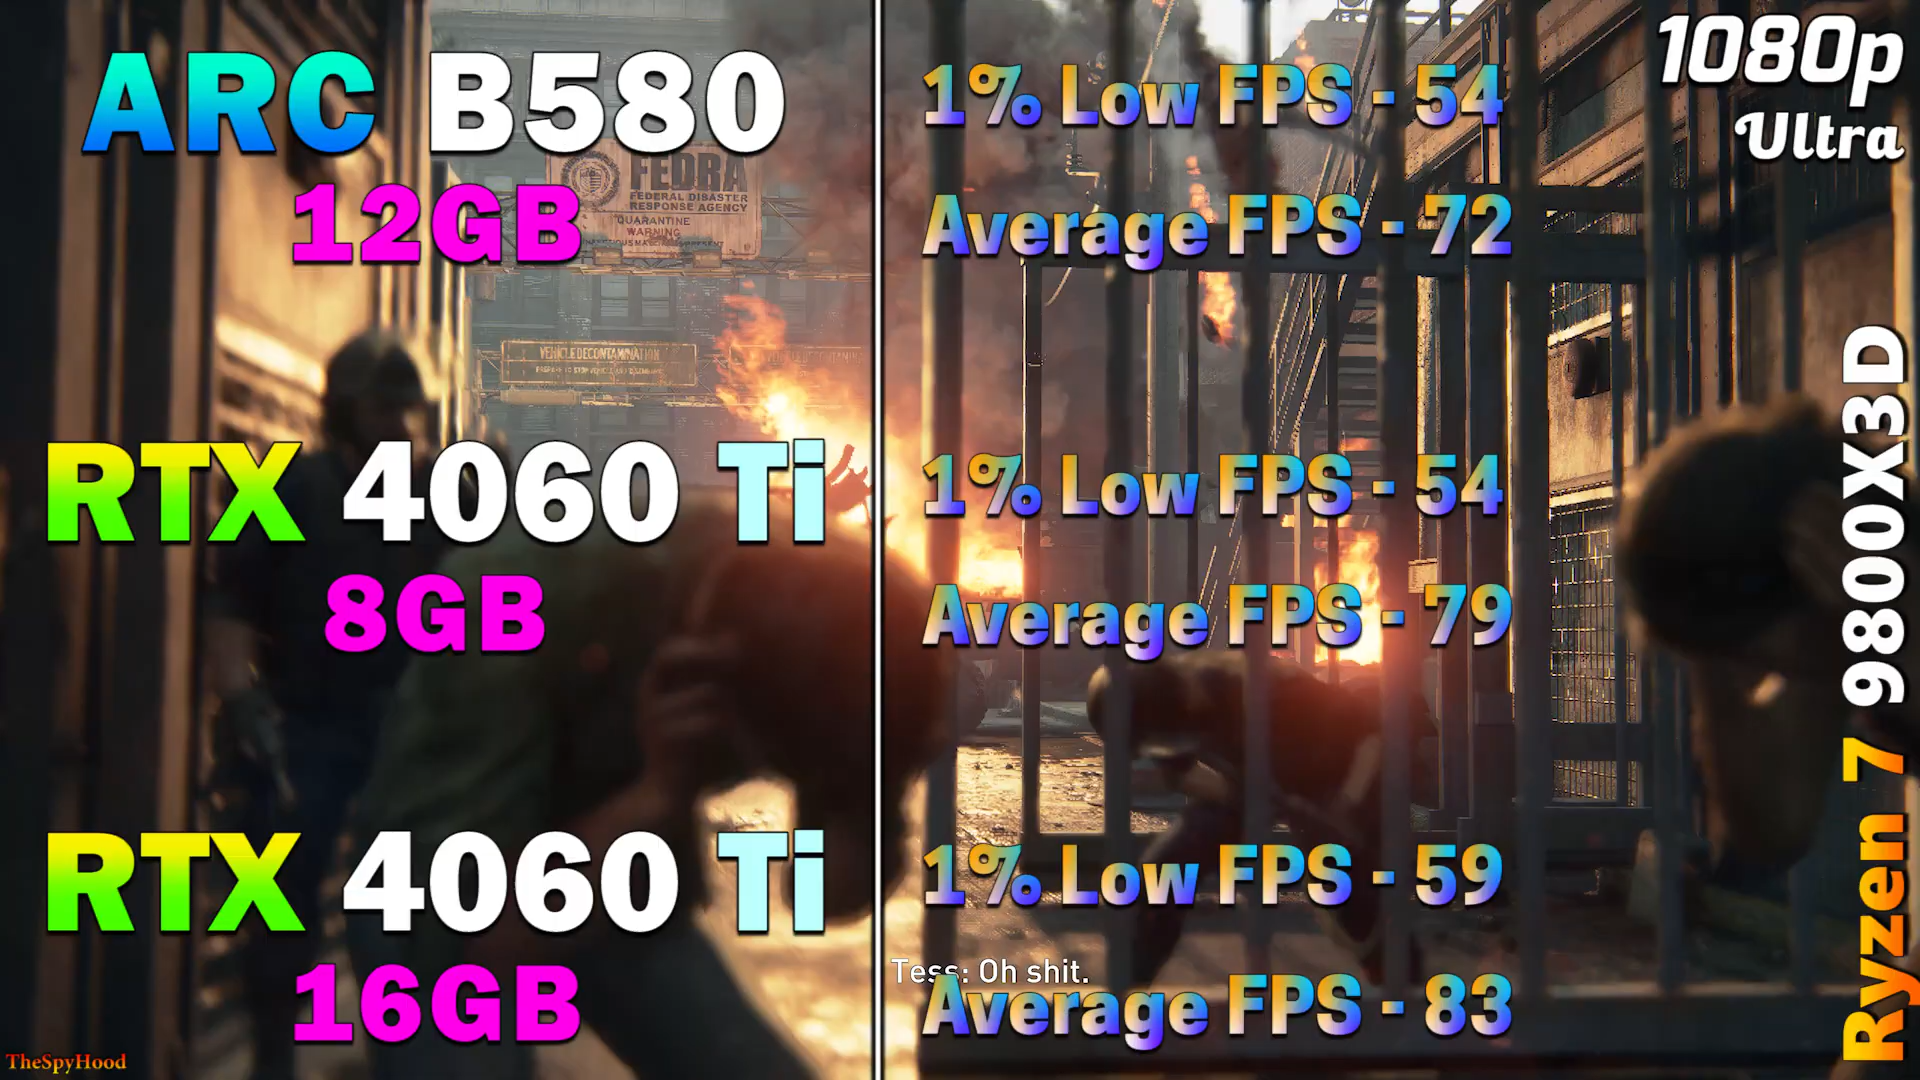 ARC B580
12GB
1% Low FPS - 54
Average FPS - 72
1080p
Ultra
FEDRA
FEDERAL DISASTER
RESPONSE AGENCY
QUARANTINE
WARNING
VEHICLE DECONTAMINATION
RTX 4060 Ti
8GB
1% Low FPS - 54
Average FPS - 79
RTX 4060 Ti
16GB
1% Low FPS - 59
Tess: Oh shit.
Average FPS - 83
Ryzen 7 9800X3D
TheSpyHood